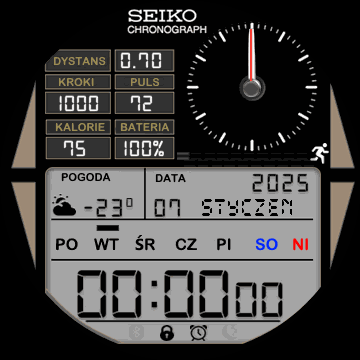 SEIKO
CHRONOGRAPH
DYSTANS 0.70
KROKI PULS
1000 72
KALORIE BATERIA
75 100%
POGODA DATA 2025
-23° 07 STYCZEŃ
PO WT ŚR CZ PI SO NI
00:00 00